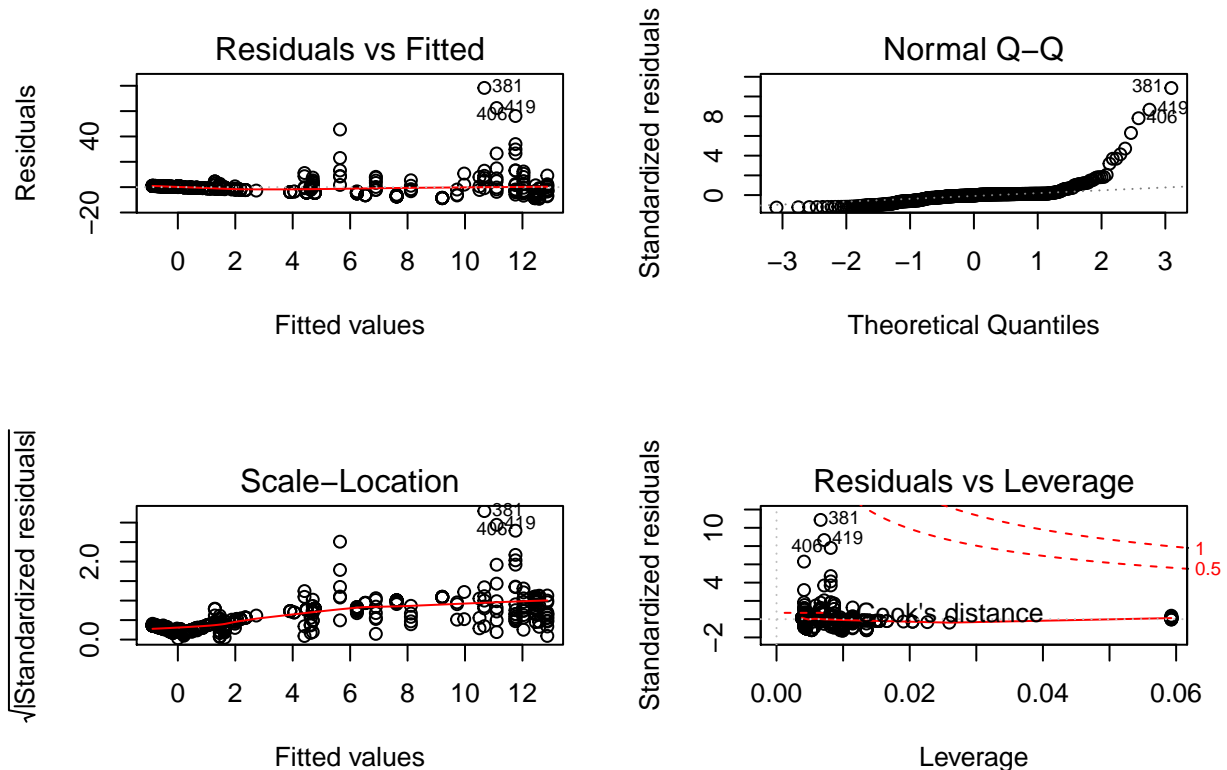 Residuals vs Fitted
Residuals
−20
40
381
419
406
0 2 4 6 8 10 12
Fitted values
Normal Q−Q
Standardized residuals
0 4 8
381
419
406
−3 −2 −1 0 1 2 3
Theoretical Quantiles
Scale−Location
√|Standardized residuals|
0.0 2.0
381
419
406
0 2 4 6 8 10 12
Fitted values
Residuals vs Leverage
Standardized residuals
−2 4 10
381
419
406
1
0.5
Cook's distance
0.00 0.02 0.04 0.06
Leverage